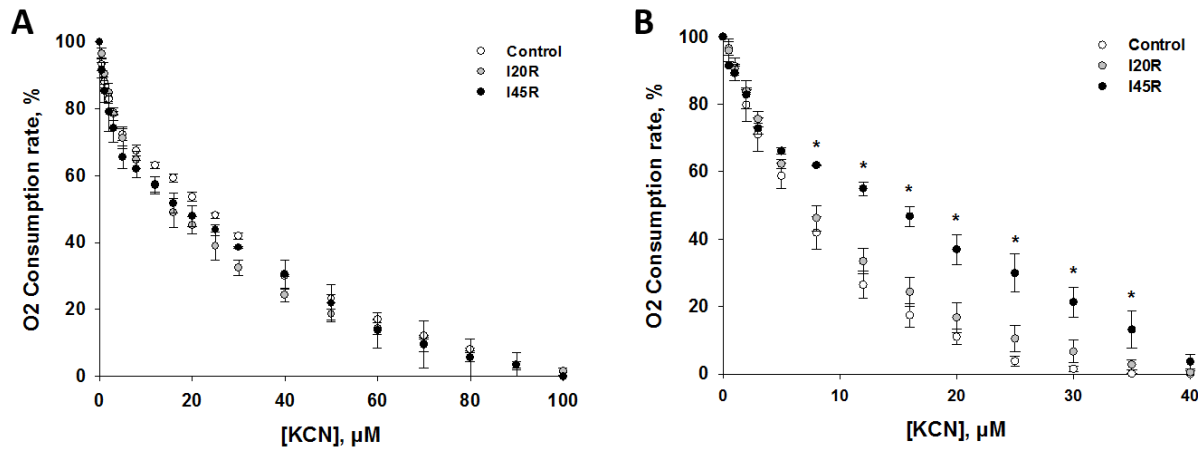 A
O2 Consumption rate, %
100
80
60
40
20
0
Control
I20R
I45R
0 20 40 60 80 100
[KCN], µM
B
O2 Consumption rate, %
100
80
60
40
20
0
Control
I20R
I45R
* * * * * * *
0 10 20 30 40
[KCN], µM